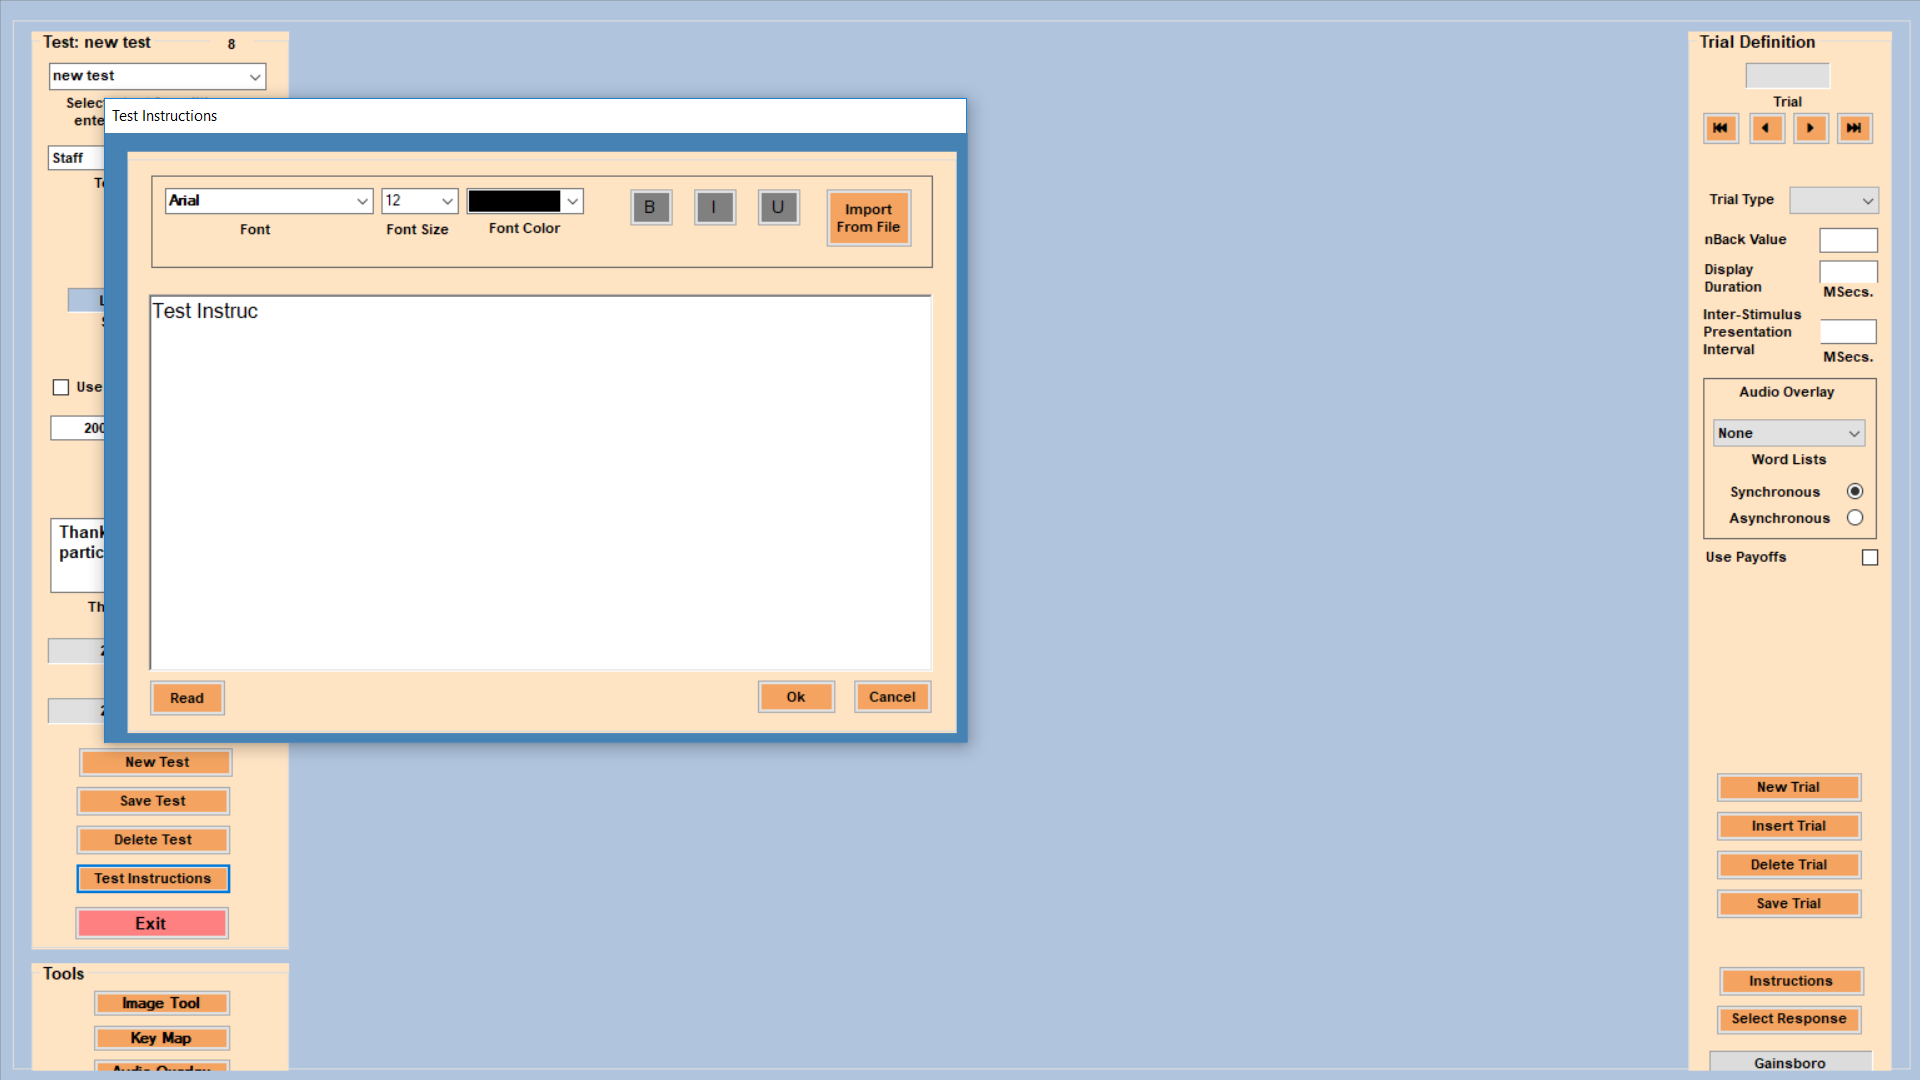 Test: new test 8
new test
Selec
ente
Staff
Use
200
Thank
partic
Th
New Test
Save Test
Delete Test
Test Instructions
Exit
Tools
Image Tool
Key Map
Test Instructions
Arial 12
Font Font Size Font Color
B I U
Import
From File
Test Instruc
Read Ok Cancel
Trial Definition
Trial
Trial Type
nBack Value
Display
Duration
MSecs.
Inter-Stimulus
Presentation
Interval
MSecs.
Audio Overlay
None
Word Lists
Synchronous
Asynchronous
Use Payoffs
New Trial
Insert Trial
Delete Trial
Save Trial
Instructions
Select Response
Gainsboro